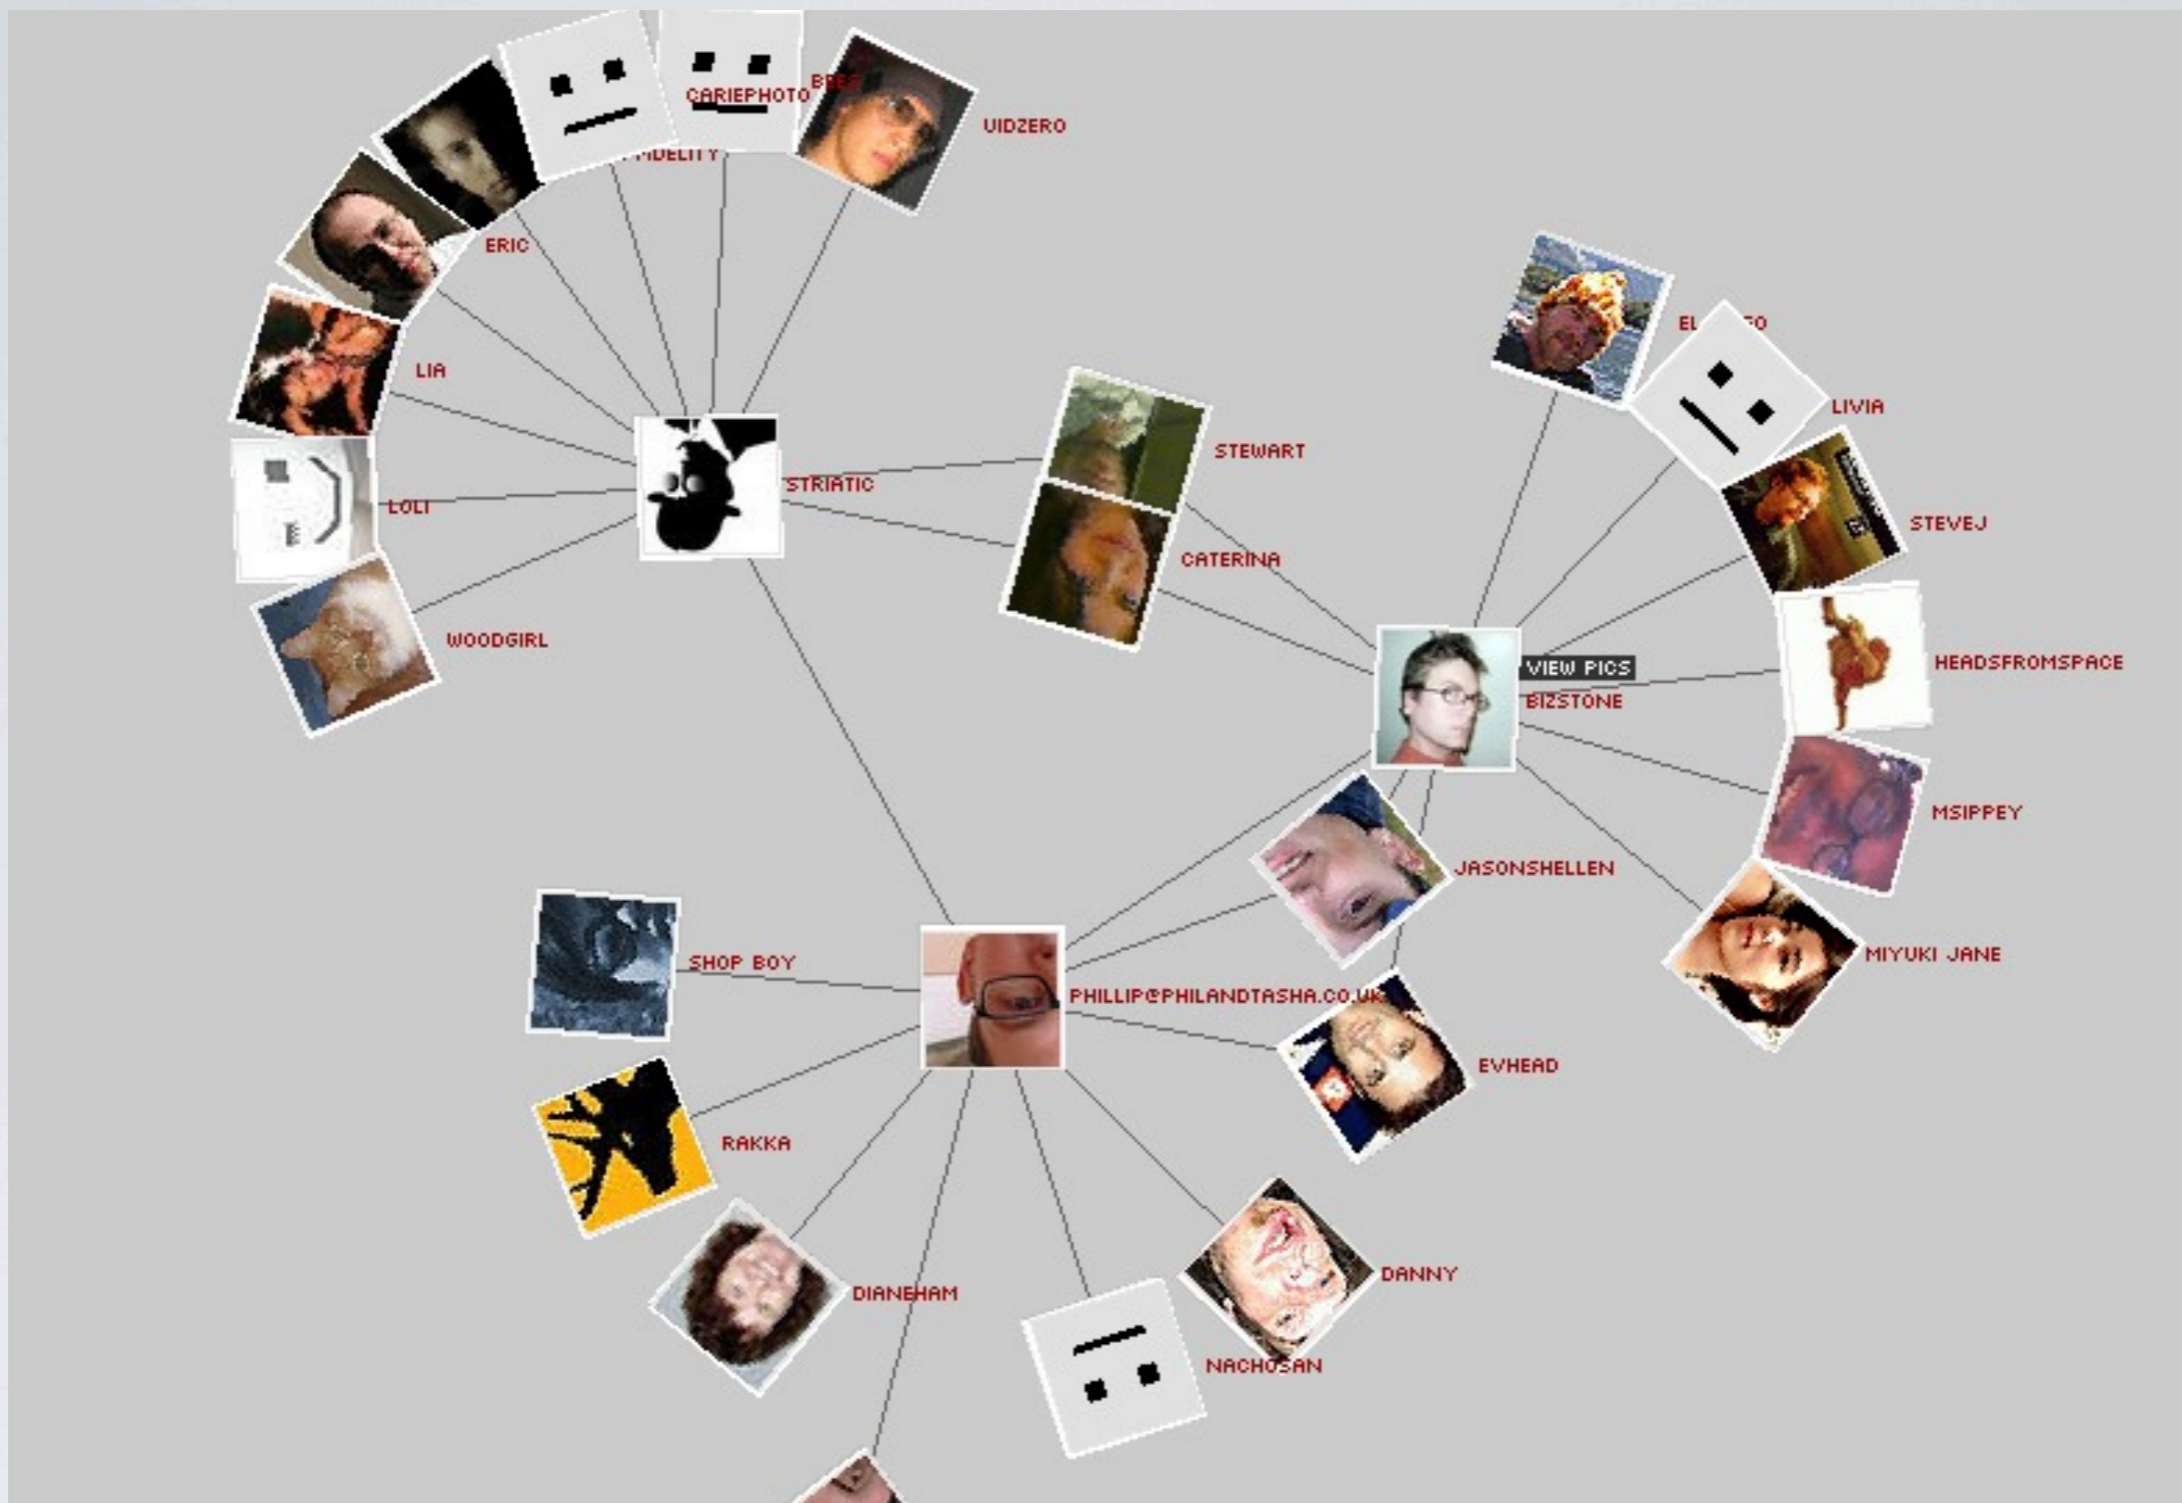 CARIEPHOTO
VIDZERO
ERIC
LIA
LOLI
WOODGIRL
STRIATIC
STEWART
CATERINA
LIVIA
STEVEJ
HEADSFROMSPACE
VIEW PICS
BIZSTONE
MSIPPEY
MIYUKI JANE
JASONSHELLEN
SHOP BOY
PHILLIP@PHILANDTASHA.CO.UK
EVHEAD
RAKKA
DIANEHAM
DANNY
NACHOSAN